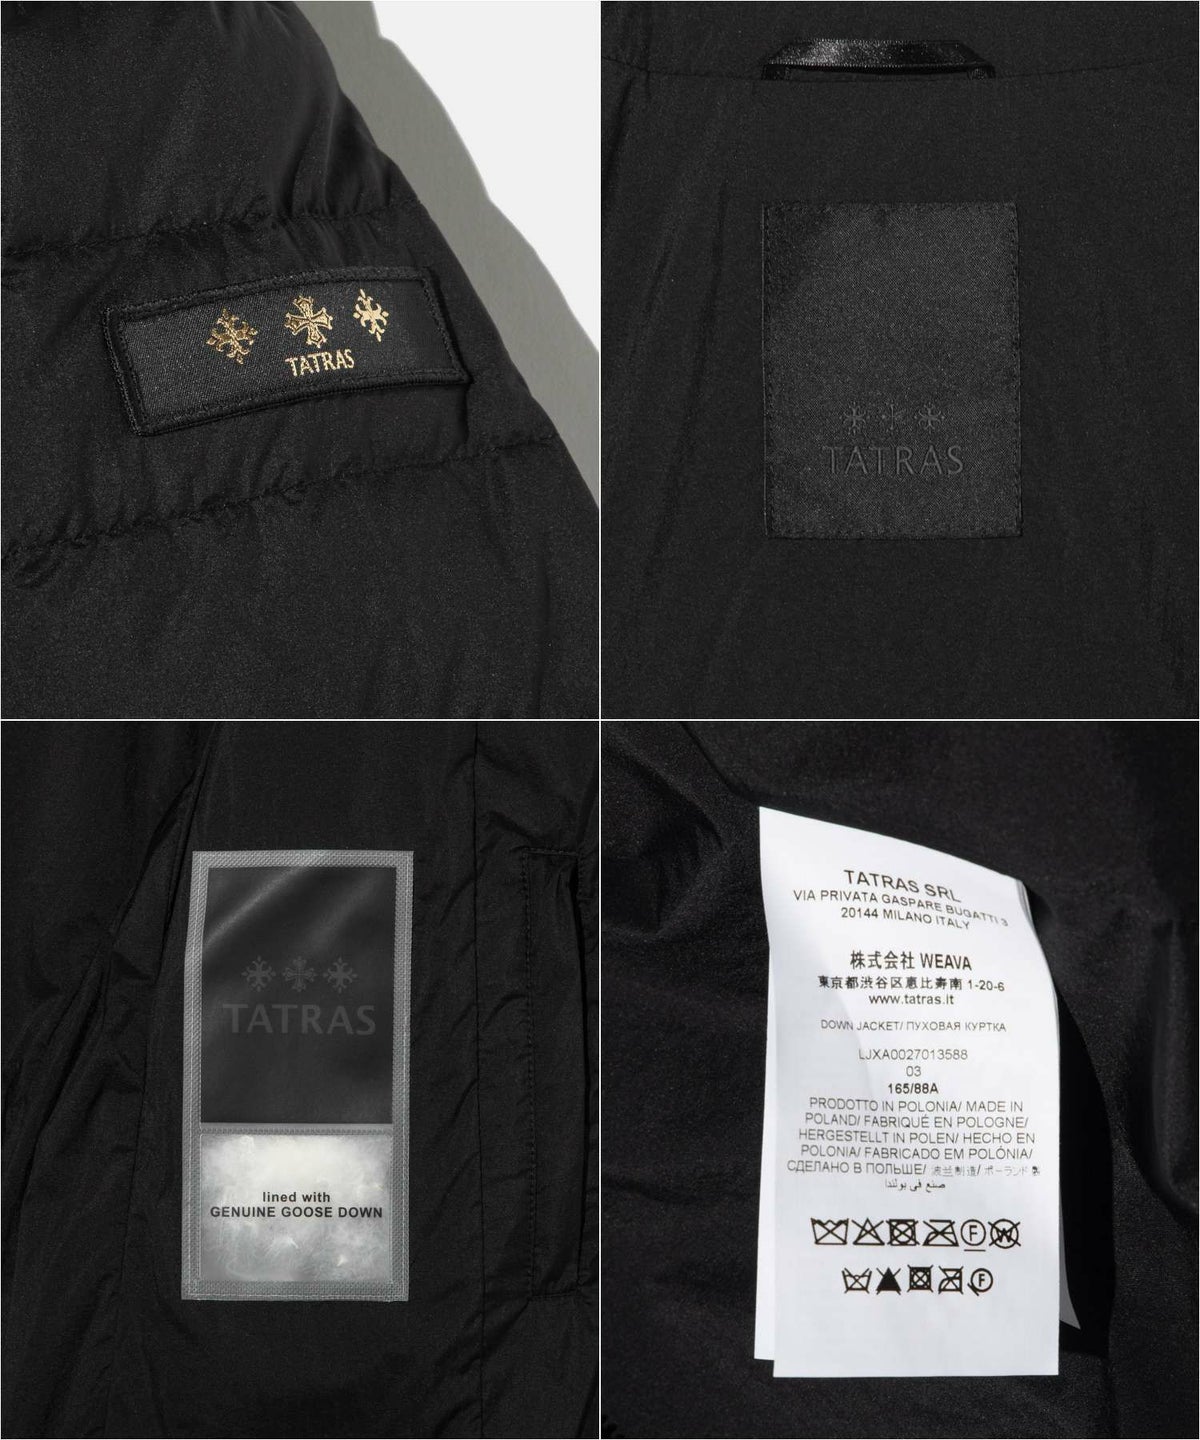 TATRAS
TATRAS
TATRAS
lined with
GENUINE GOOSE DOWN
TATRAS SRL
VIA PRIVATA GASPARE BUGATTI 3
20144 MILANO ITALY
株式会社 WEAVA
東京都渋谷区恵比寿南 1-20-6
www.tatras.it
DOWN JACKET/ ПУХОВАЯ КУРТКА
LJXA0027013588
03
165/88A
PRODOTTO IN POLONIA/ MADE IN
POLAND/ FABRIQUÉ EN POLOGNE/
HERGESTELLT IN POLEN/ HECHO EN
POLONIA/ FABRICADO EM POLÓNIA/
СДЕЛАНО В ПОЛЬШЕ/ 波兰制造/ ポーランド製
صنع في بولندا
F W
F